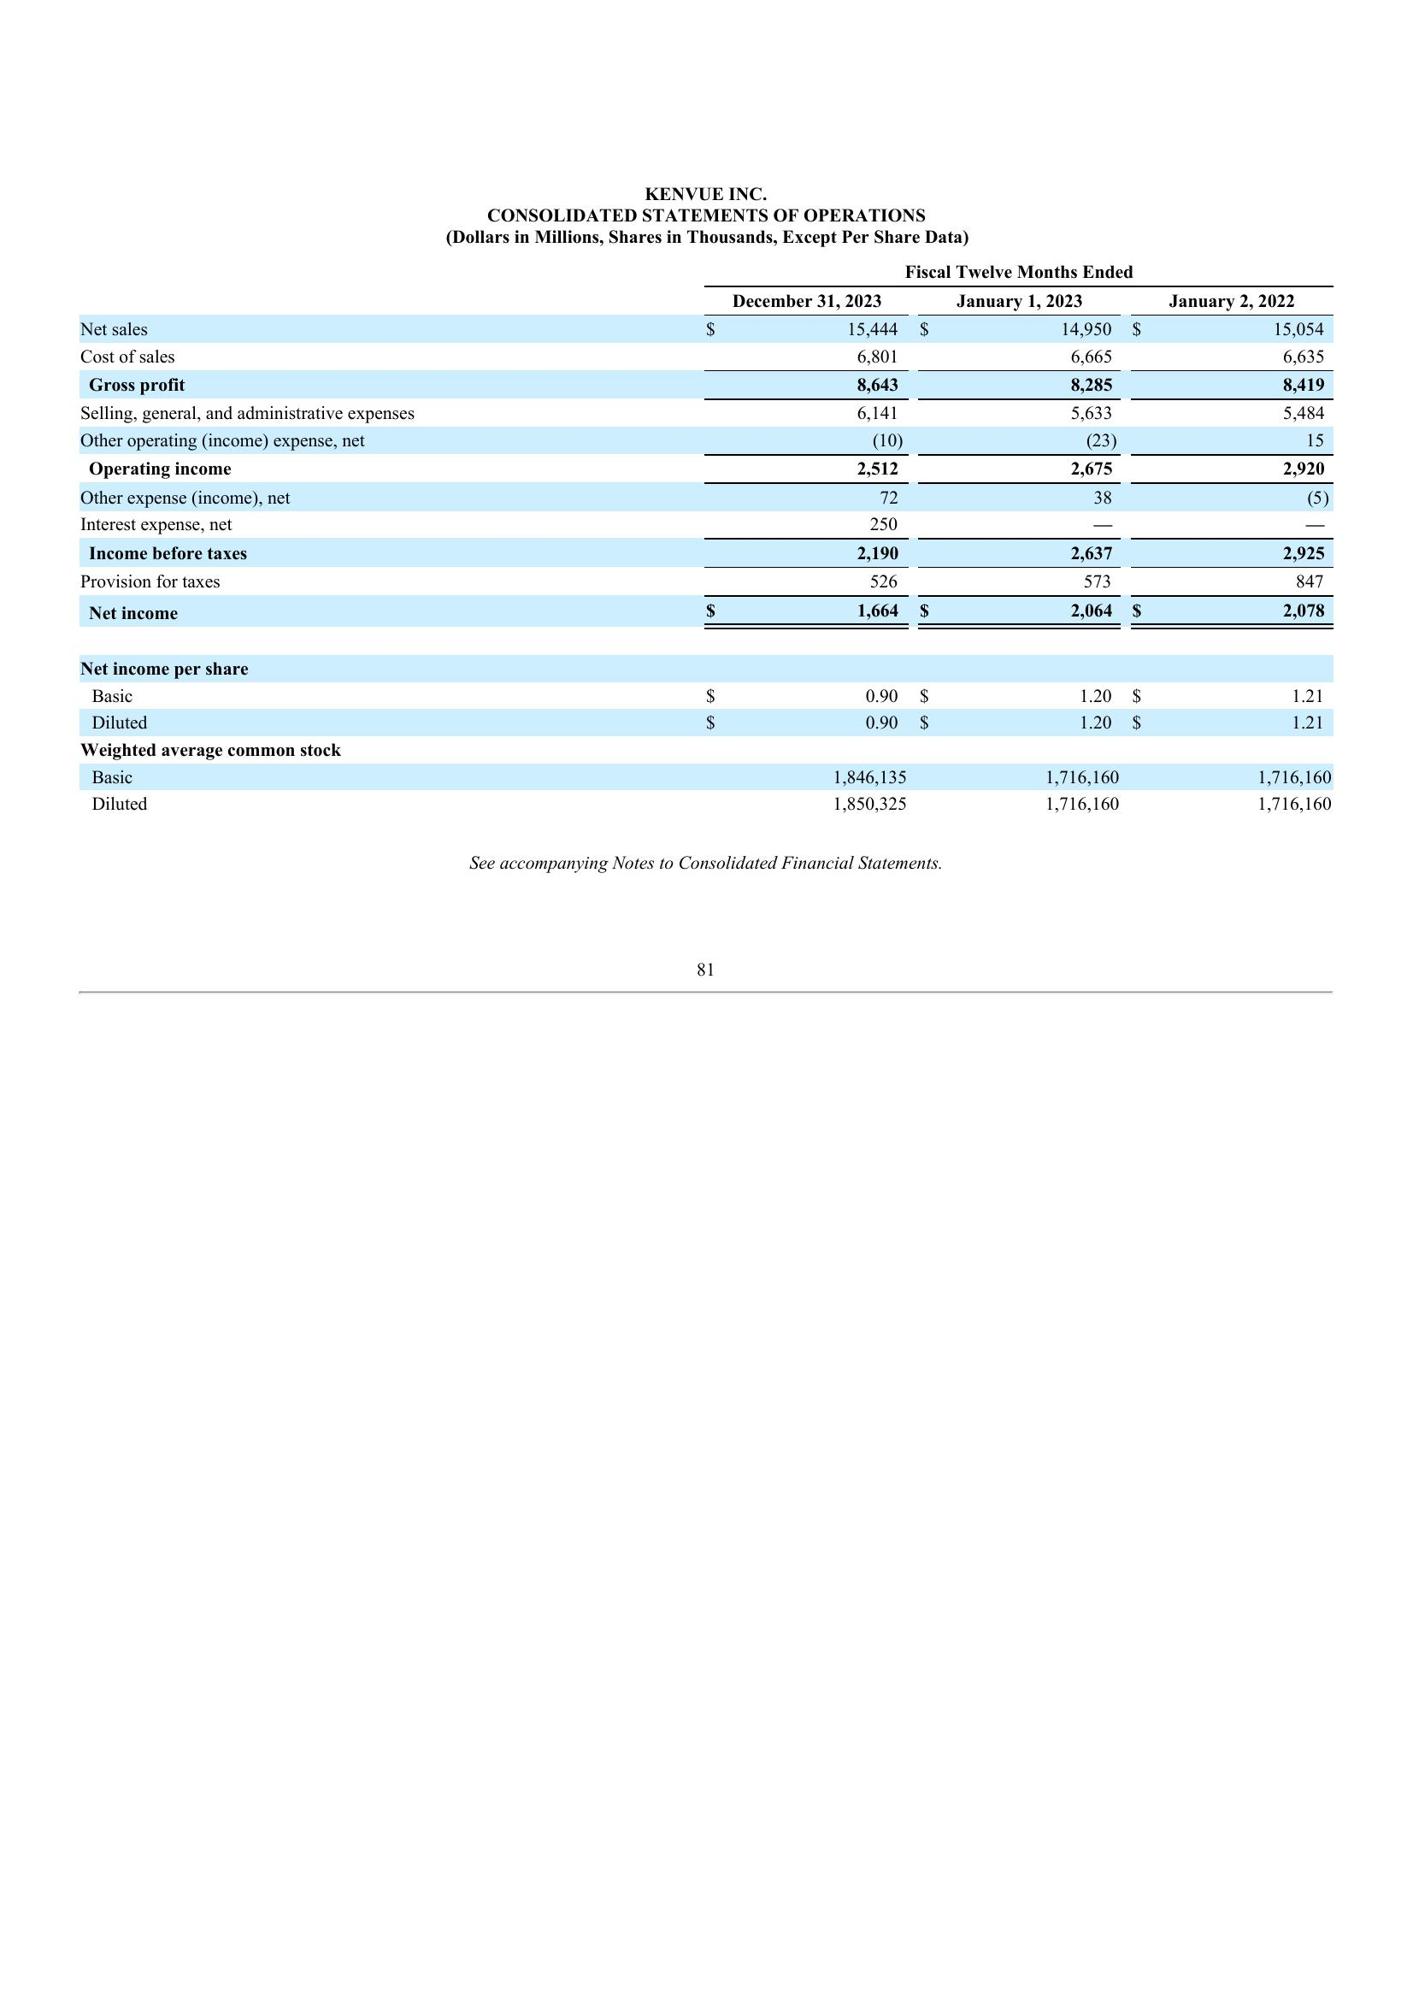 KENVUE INC.
CONSOLIDATED STATEMENTS OF OPERATIONS
(Dollars in Millions, Shares in Thousands, Except Per Share Data)
Fiscal Twelve Months Ended
December 31, 2023 January 1, 2023 January 2, 2022
Net sales $ 15,444 $ 14,950 $ 15,054
Cost of sales 6,801 6,665 6,635
Gross profit 8,643 8,285 8,419
Selling, general, and administrative expenses 6,141 5,633 5,484
Other operating (income) expense, net (10) (23) 15
Operating income 2,512 2,675 2,920
Other expense (income), net 72 38 (5)
Interest expense, net 250 — —
Income before taxes 2,190 2,637 2,925
Provision for taxes 526 573 847
Net income $ 1,664 $ 2,064 $ 2,078
Net income per share
Basic $ 0.90 $ 1.20 $ 1.21
Diluted $ 0.90 $ 1.20 $ 1.21
Weighted average common stock
Basic 1,846,135 1,716,160 1,716,160
Diluted 1,850,325 1,716,160 1,716,160
See accompanying Notes to Consolidated Financial Statements.
81